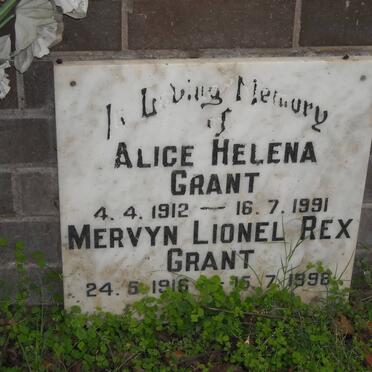 In Loving Memory
of
ALICE HELENA
GRANT
4. 4. 1912 — 16. 7. 1991
MERVYN LIONEL REX
GRANT
24. 5. 1916 15. 7. 1998